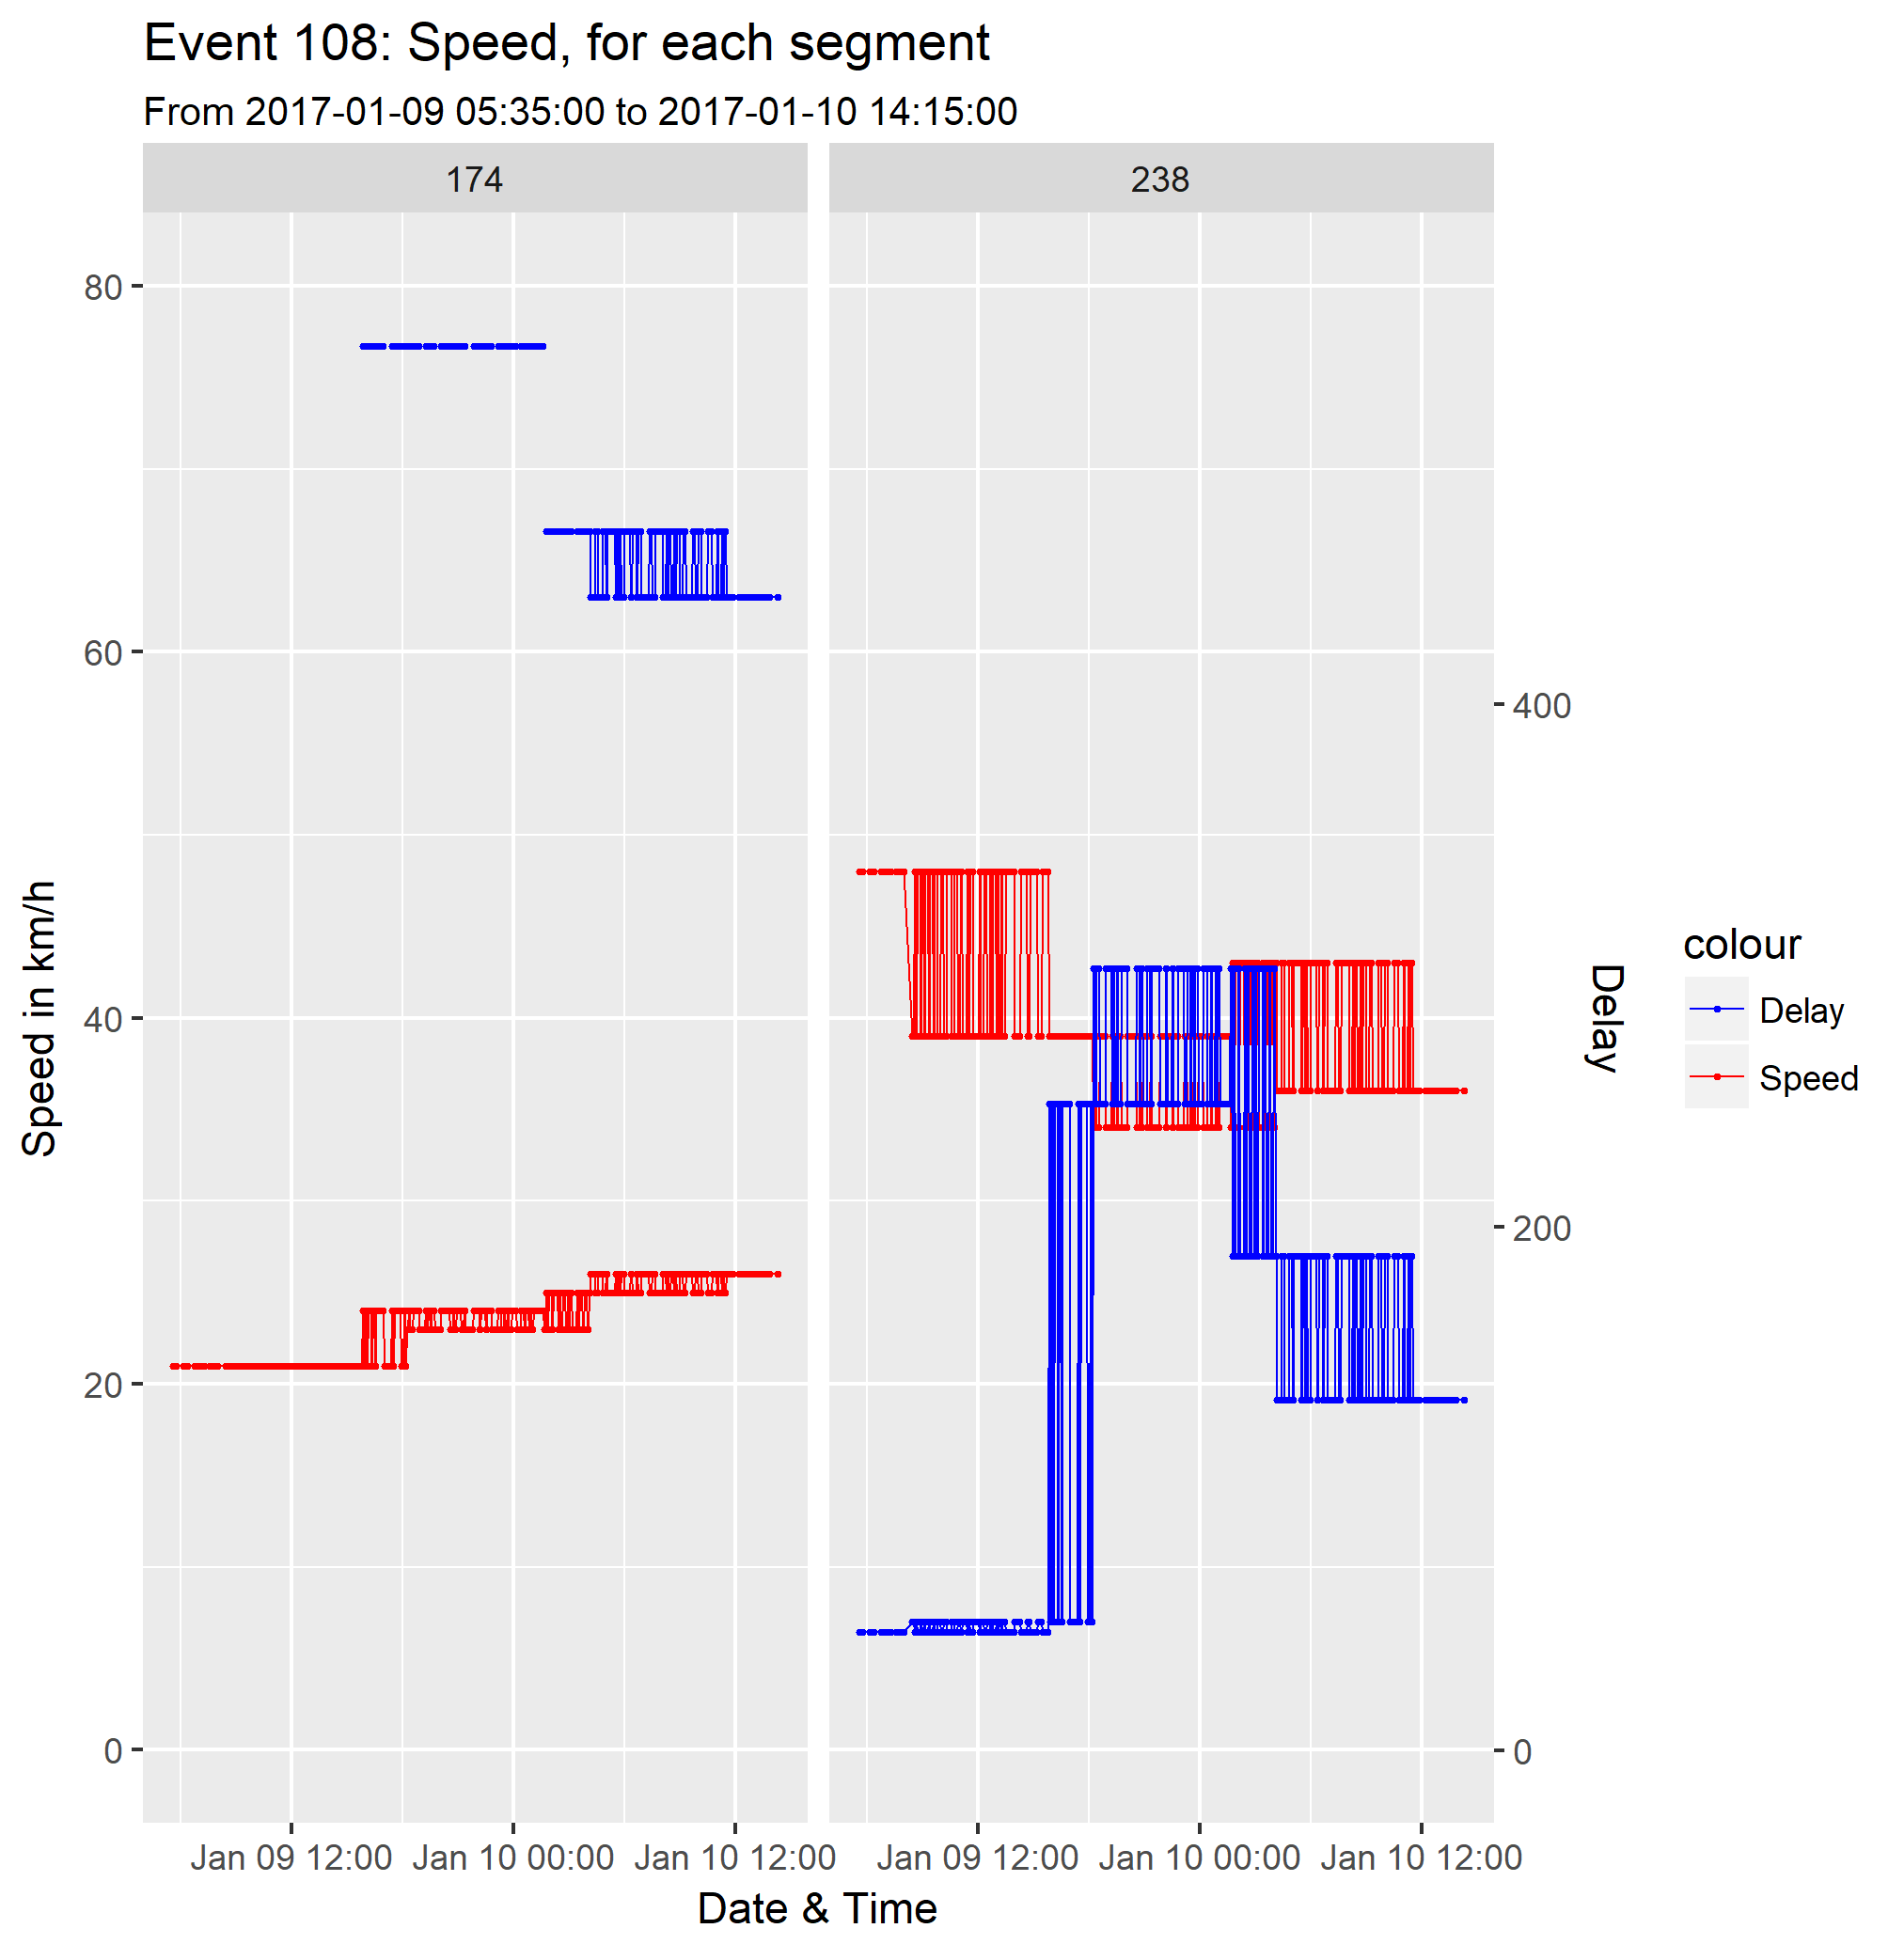 Event 108: Speed, for each segment
From 2017-01-09 05:35:00 to 2017-01-10 14:15:00
174
238
80
60
40
20
0
Speed in km/h
400
200
0
Delay
colour
Delay
Speed
Jan 09 12:00
Jan 10 00:00
Jan 10 12:00
Jan 09 12:00
Jan 10 00:00
Jan 10 12:00
Date & Time